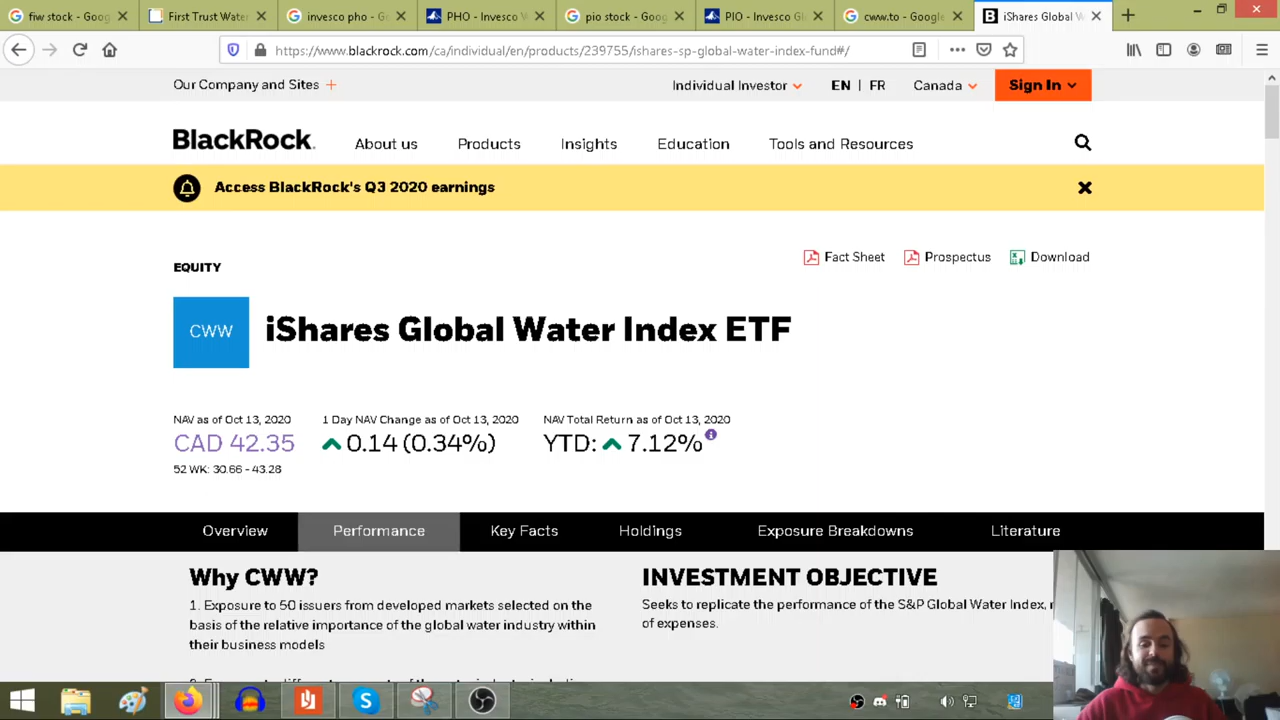 fiw stock - Goog
First Trust Water
invesco pho - G
PHO - Invesco W
pio stock - Goog
PIO - Invesco Gl
cww.to - Google
iShares Global W
https://www.blackrock.com/ca/individual/en/products/239755/ishares-sp-global-water-index-fund#/
Our Company and Sites +
Individual Investor
EN | FR
Canada
Sign In
BlackRock.
About us
Products
Insights
Education
Tools and Resources
Access BlackRock's Q3 2020 earnings
Fact Sheet
Prospectus
Download
EQUITY
CWW
iShares Global Water Index ETF
NAV as of Oct 13, 2020
CAD 42.35
52 WK: 30.66 - 43.28
1 Day NAV Change as of Oct 13, 2020
0.14 (0.34%)
NAV Total Return as of Oct 13, 2020
YTD: 7.12%
Overview
Performance
Key Facts
Holdings
Exposure Breakdowns
Literature
Why CWW?
1. Exposure to 50 issuers from developed markets selected on the
basis of the relative importance of the global water industry within
their business models
INVESTMENT OBJECTIVE
Seeks to replicate the performance of the S&P Global Water Index,
of expenses.